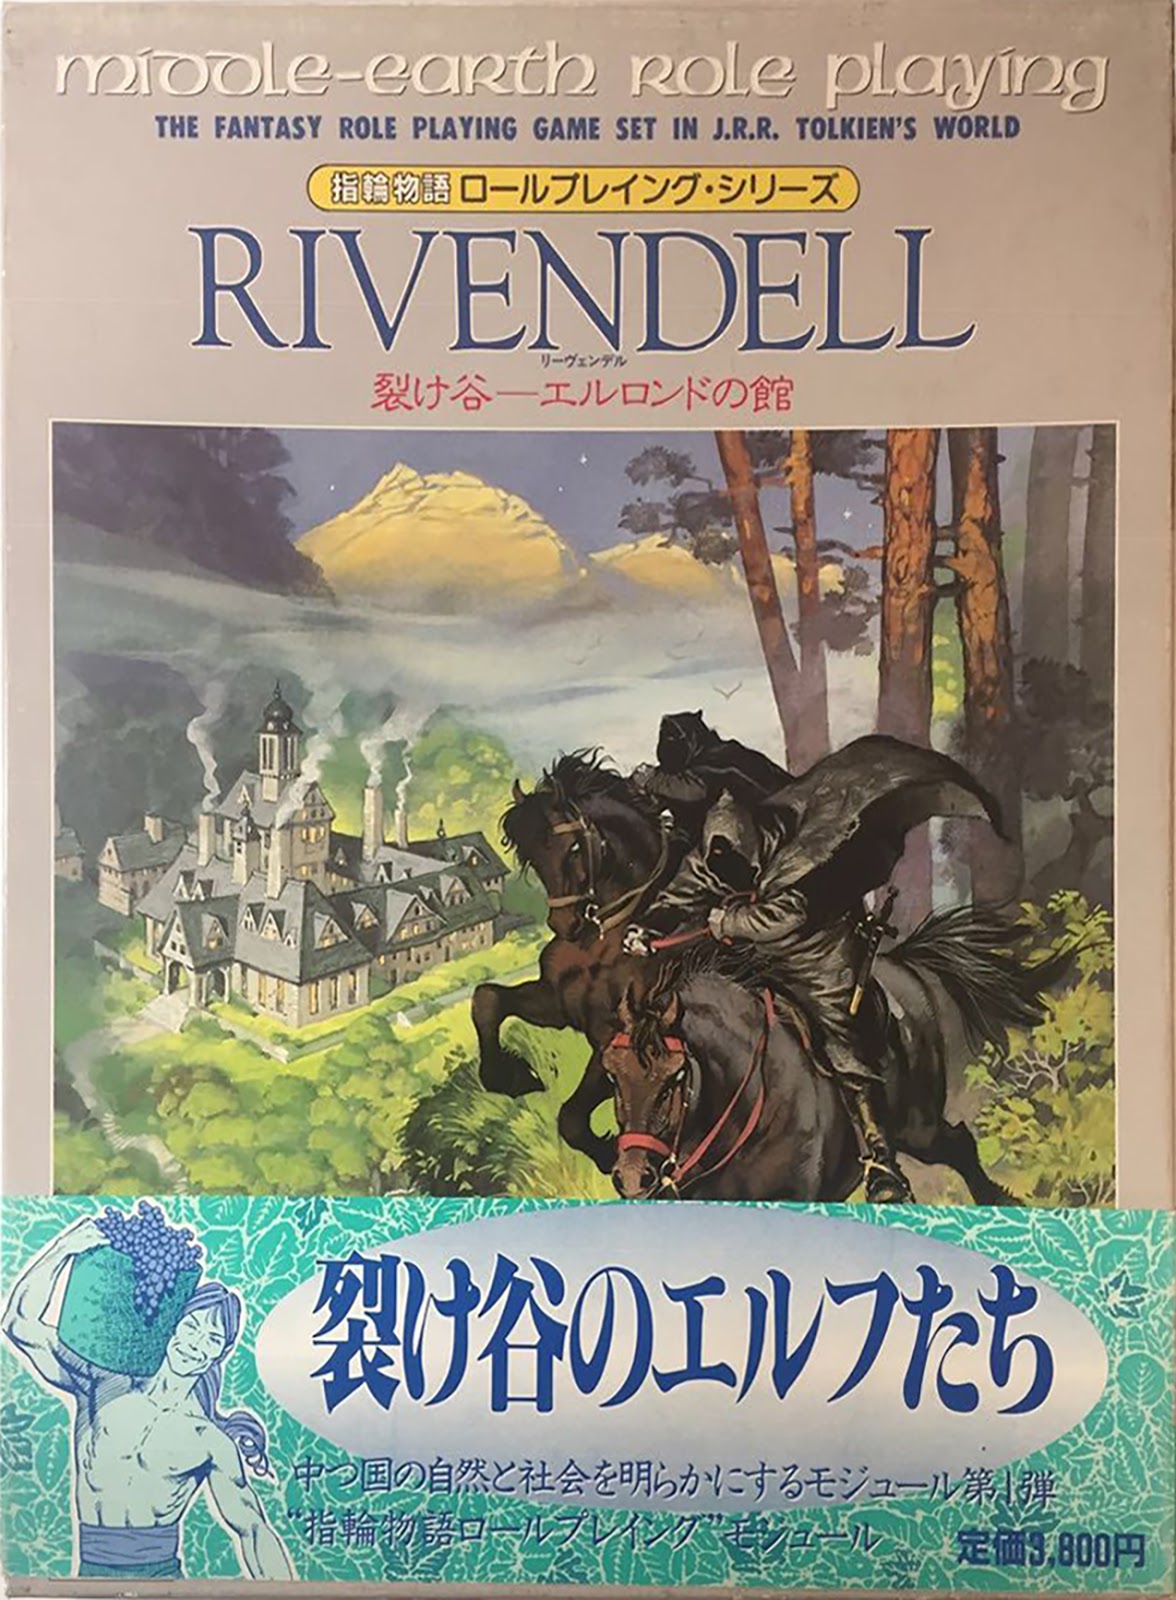 middle-earth role playing
THE FANTASY ROLE PLAYING GAME SET IN J.R.R. TOLKIEN'S WORLD
指輪物語 ロールプレイング・シリーズ
RIVENDELL
リーヴェンデル
裂け谷—エルロンドの館
裂け谷のエルフたち
中つ国の自然と社会を明らかにするモジュール第1弾
“指輪物語ロールプレイング”モジュール
定価3,800円